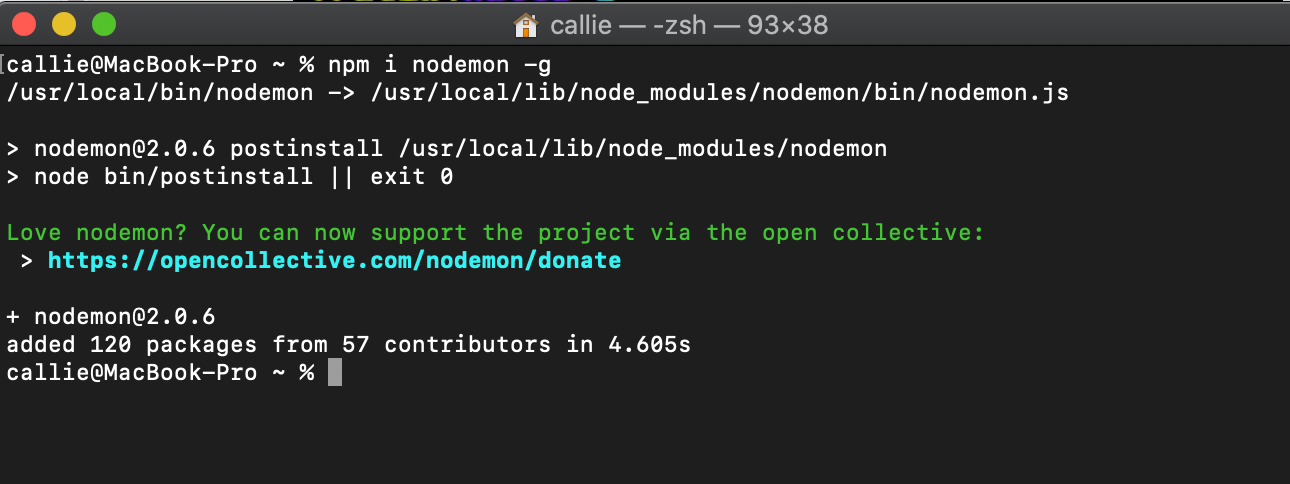 callie — -zsh — 93×38
callie@MacBook-Pro ~ % npm i nodemon -g
/usr/local/bin/nodemon -> /usr/local/lib/node_modules/nodemon/bin/nodemon.js
> nodemon@2.0.6 postinstall /usr/local/lib/node_modules/nodemon
> node bin/postinstall || exit 0
Love nodemon? You can now support the project via the open collective:
> https://opencollective.com/nodemon/donate
+ nodemon@2.0.6
added 120 packages from 57 contributors in 4.605s
callie@MacBook-Pro ~ %